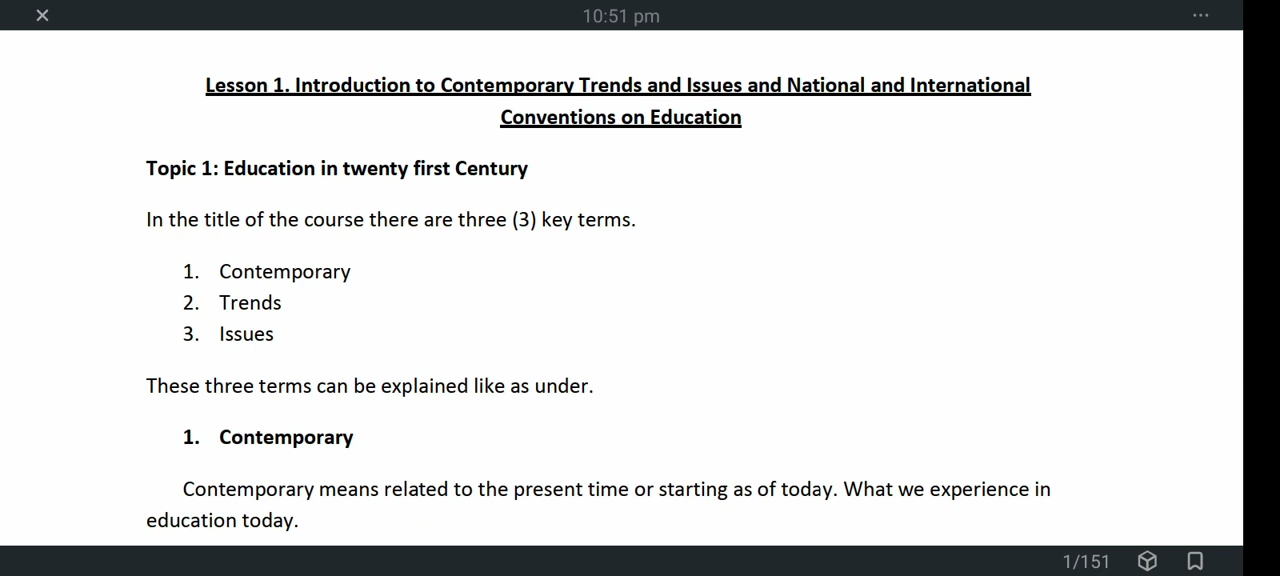 10:51 pm
Lesson 1. Introduction to Contemporary Trends and Issues and National and International
Conventions on Education
Topic 1: Education in twenty first Century
In the title of the course there are three (3) key terms.
1. Contemporary
2. Trends
3. Issues
These three terms can be explained like as under.
1. Contemporary
Contemporary means related to the present time or starting as of today. What we experience in
education today.
1/151